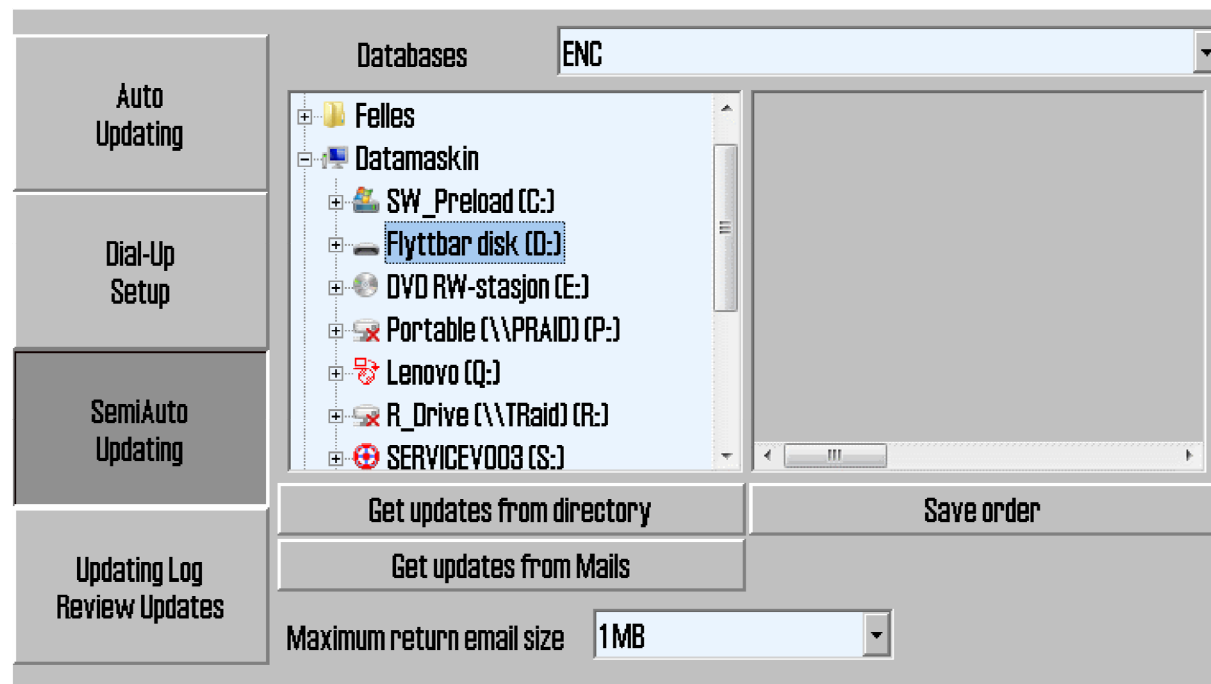 Auto
Updating
Dial-Up
Setup
SemiAuto
Updating
Updating Log
Review Updates
Databases
ENC
Felles
Datamaskin
SW_Preload (C:)
Flyttbar disk (D:)
DVD RW-stasjon (E:)
Portable (\\PRAID) (P:)
Lenovo (Q:)
R_Drive (\\TRaid) (R:)
SERVICEV003 (S:)
Get updates from directory
Save order
Get updates from Mails
Maximum return email size
1 MB